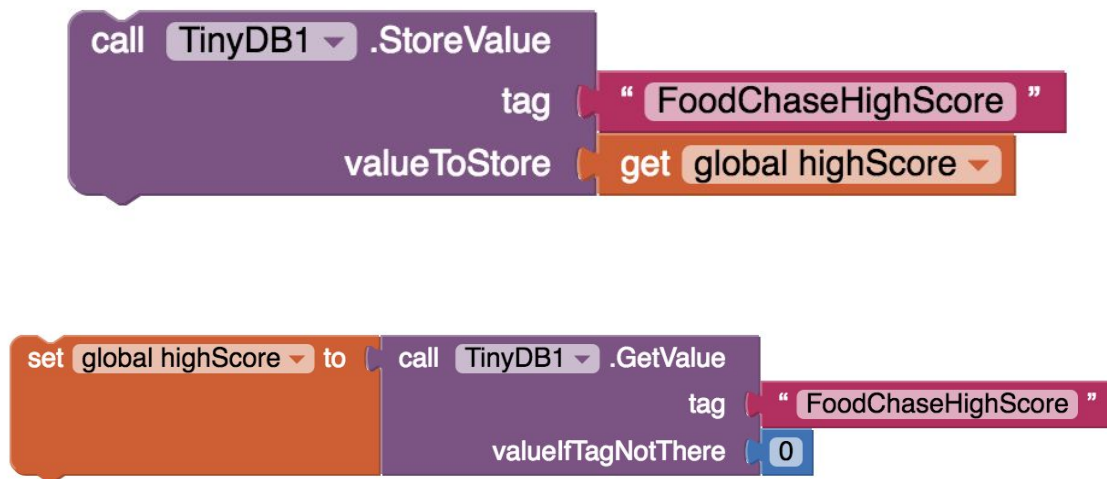 call TinyDB1 .StoreValue
tag “ FoodChaseHighScore ”
valueToStore get global highScore
set global highScore to call TinyDB1 .GetValue
tag “ FoodChaseHighScore ”
valueIfTagNotThere 0